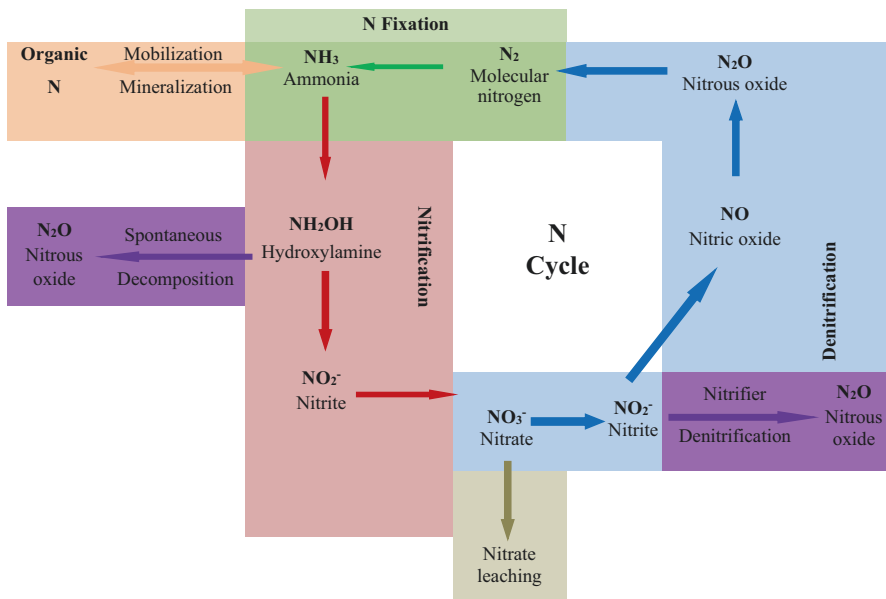 N Fixation
Organic
N
Mobilization
Mineralization
NH₃
Ammonia
N₂
Molecular
nitrogen
N₂O
Nitrous oxide
N₂O
Nitrous
oxide
Spontaneous
Decomposition
NH₂OH
Hydroxylamine
Nitrification
N
Cycle
NO
Nitric oxide
Denitrification
NO₂⁻
Nitrite
NO₃⁻
Nitrate
NO₂⁻
Nitrite
Nitrifier
Denitrification
N₂O
Nitrous
oxide
Nitrate
leaching